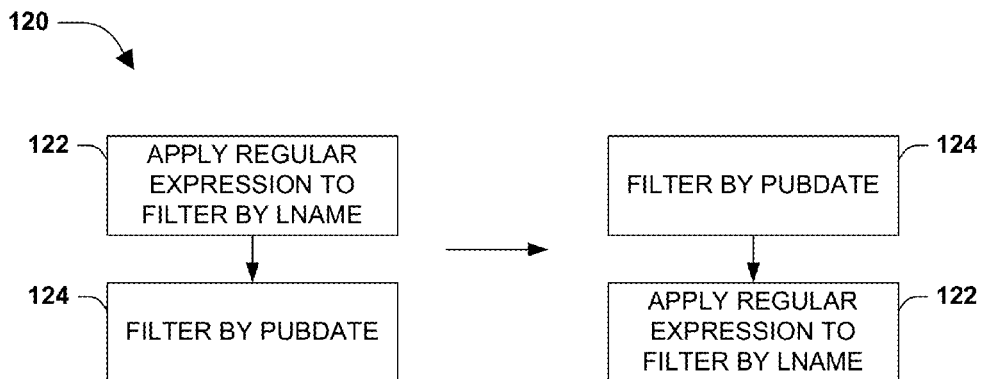 120
122
APPLY REGULAR
EXPRESSION TO
FILTER BY LNAME
124
FILTER BY PUBDATE
124
FILTER BY PUBDATE
122
APPLY REGULAR
EXPRESSION TO
FILTER BY LNAME